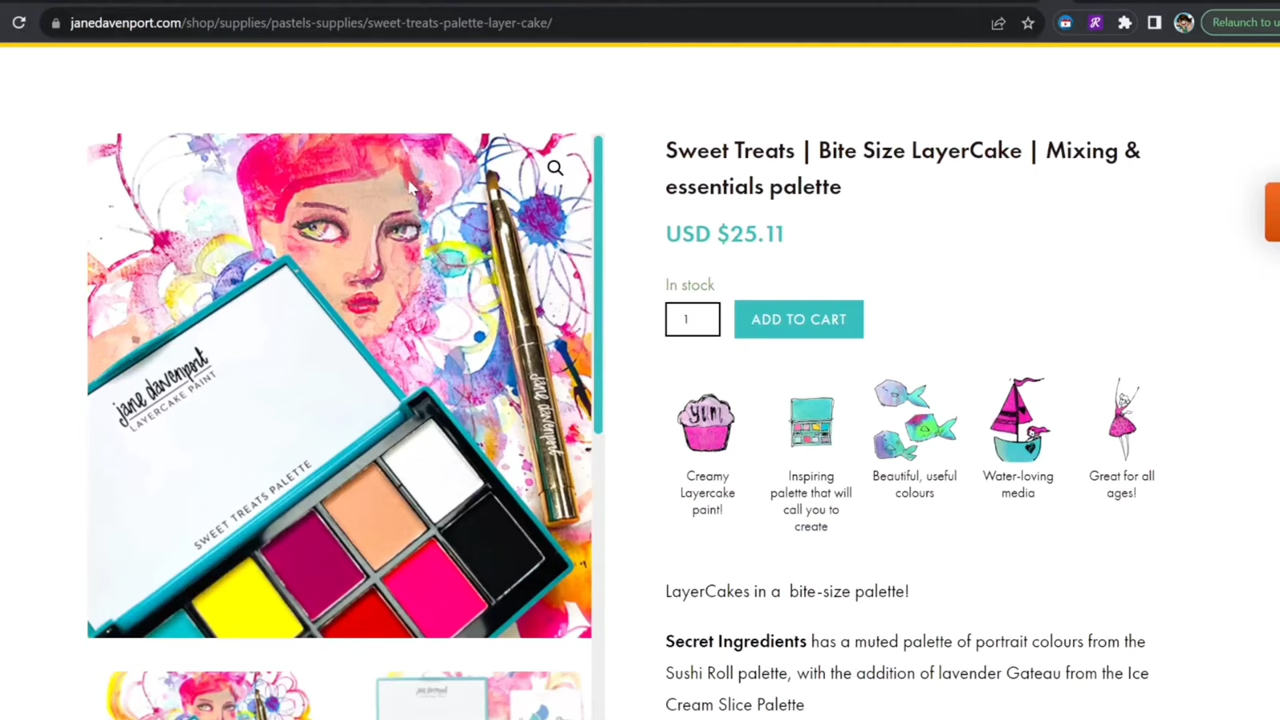 janedavenport.com/shop/supplies/pastels-supplies/sweet-treats-palette-layer-cake/
Relaunch to u
Sweet Treats | Bite Size LayerCake | Mixing &
essentials palette
USD $25.11
In stock
1
ADD TO CART
yum
Creamy
Layercake
paint!
Inspiring
palette that will
call you to
create
Beautiful, useful
colours
Water-loving
media
Great for all
ages!
LayerCakes in a bite-size palette!
Secret Ingredients has a muted palette of portrait colours from the
Sushi Roll palette, with the addition of lavender Gateau from the Ice
Cream Slice Palette
jane davenport
LAYERCAKE PAINT
SWEET TREATS PALETTE
jane davenport